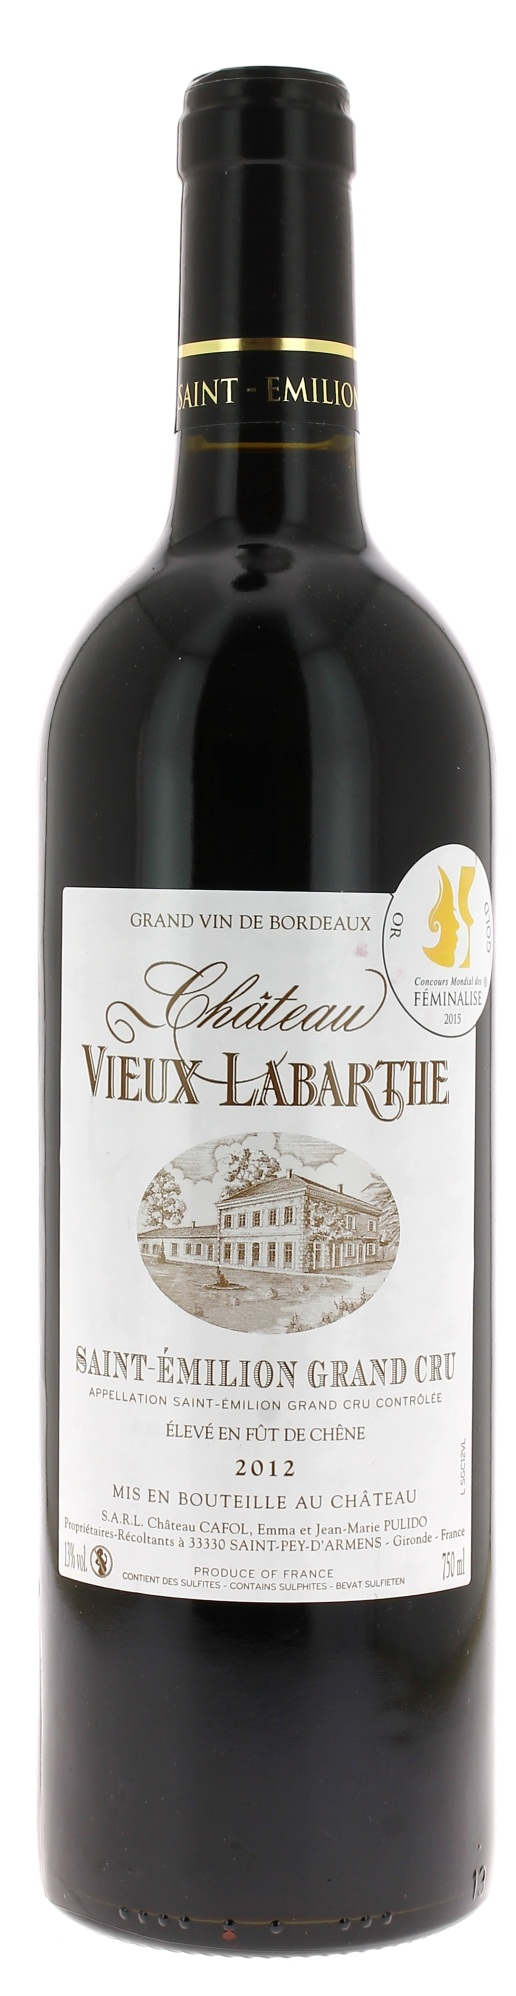 SAINT - EMILION
OR
GOLD
Concours Mondial des
FÉMINALISE
2015
GRAND VIN DE BORDEAUX
Château
VIEUX LABARTHE
SAINT-ÉMILION GRAND CRU
APPELLATION SAINT-ÉMILION GRAND CRU CONTRÔLÉE
ÉLEVÉ EN FÛT DE CHÊNE
2012
MIS EN BOUTEILLE AU CHÂTEAU
L SGC12VL
S.A.R.L. Château CAFOL, Emma et Jean-Marie PULIDO
Propriétaires-Récoltants à 33330 SAINT-PEY-D'ARMENS - Gironde - France
13% vol.
PRODUCE OF FRANCE
750 ml
CONTIENT DES SULFITES - CONTAINS SULPHITES - BEVAT SULFIETEN
13